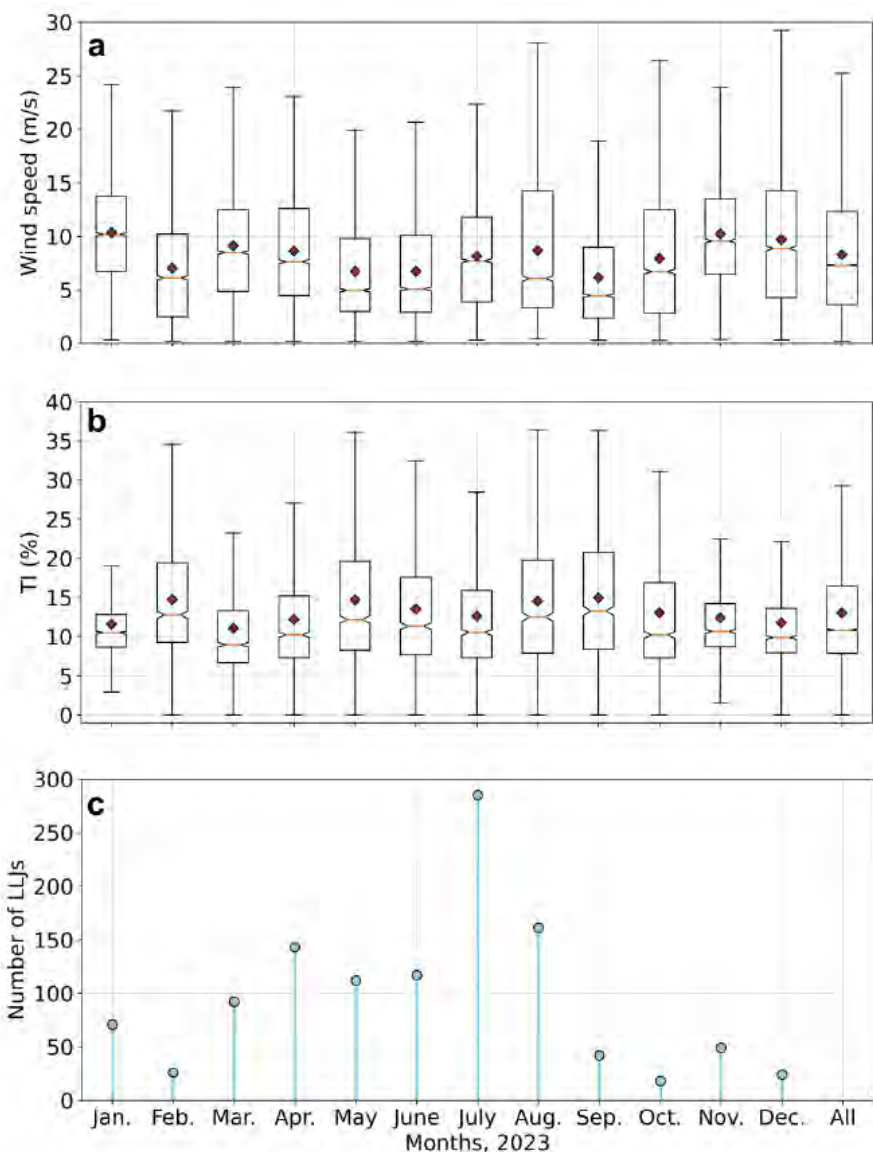 a
Wind speed (m/s)
30
25
20
15
10
5
0
b
TI (%)
40
35
30
25
20
15
10
5
0
c
Number of LLJs
300
250
200
150
100
50
0
Jan. Feb. Mar. Apr. May June July Aug. Sep. Oct. Nov. Dec. All
Months, 2023